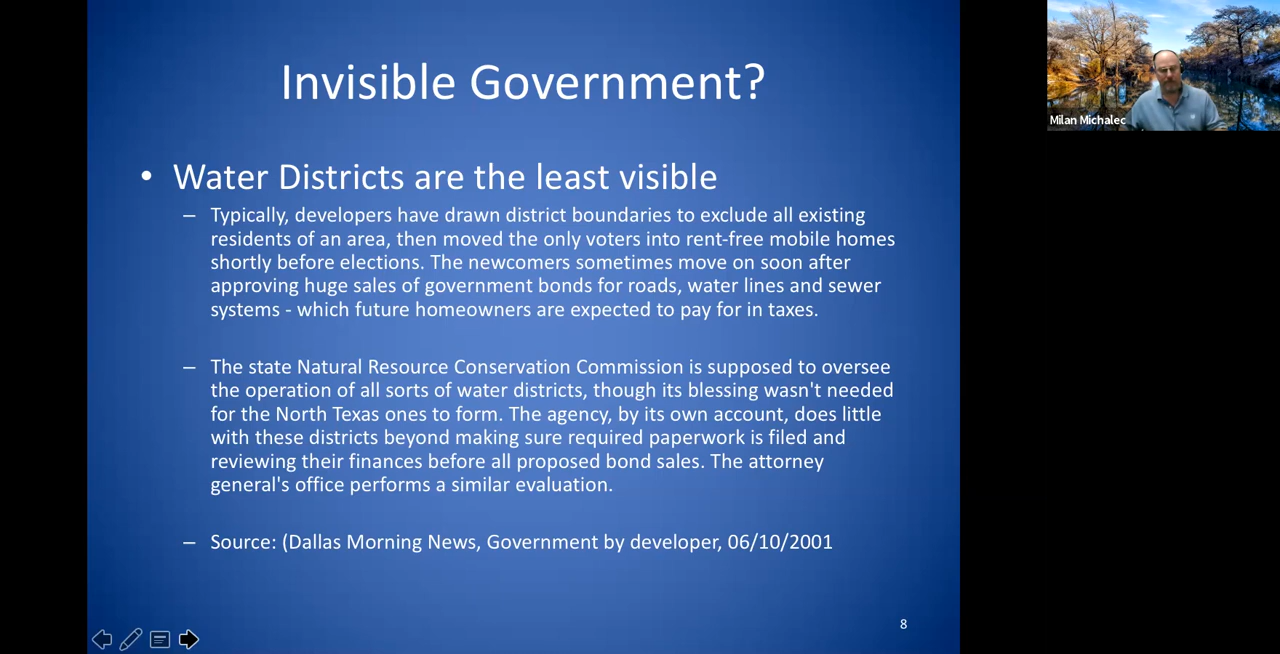 Invisible Government?
• Water Districts are the least visible
– Typically, developers have drawn district boundaries to exclude all existing
residents of an area, then moved the only voters into rent-free mobile homes
shortly before elections. The newcomers sometimes move on soon after
approving huge sales of government bonds for roads, water lines and sewer
systems - which future homeowners are expected to pay for in taxes.
– The state Natural Resource Conservation Commission is supposed to oversee
the operation of all sorts of water districts, though its blessing wasn't needed
for the North Texas ones to form. The agency, by its own account, does little
with these districts beyond making sure required paperwork is filed and
reviewing their finances before all proposed bond sales. The attorney
general's office performs a similar evaluation.
– Source: (Dallas Morning News, Government by developer, 06/10/2001
8
Milan Michalec